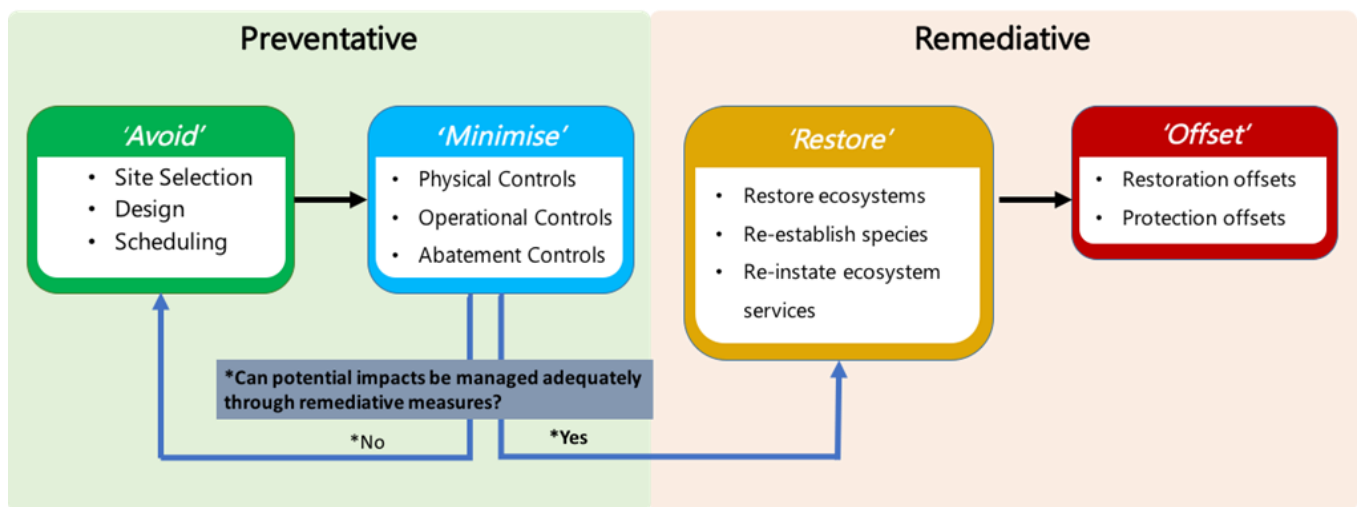 Preventative
Remediative
‘Avoid’
• Site Selection
• Design
• Scheduling
‘Minimise’
• Physical Controls
• Operational Controls
• Abatement Controls
‘Restore’
• Restore ecosystems
• Re-establish species
• Re-instate ecosystem
services
‘Offset’
• Restoration offsets
• Protection offsets
*Can potential impacts be managed adequately
through remediative measures?
*No
*Yes